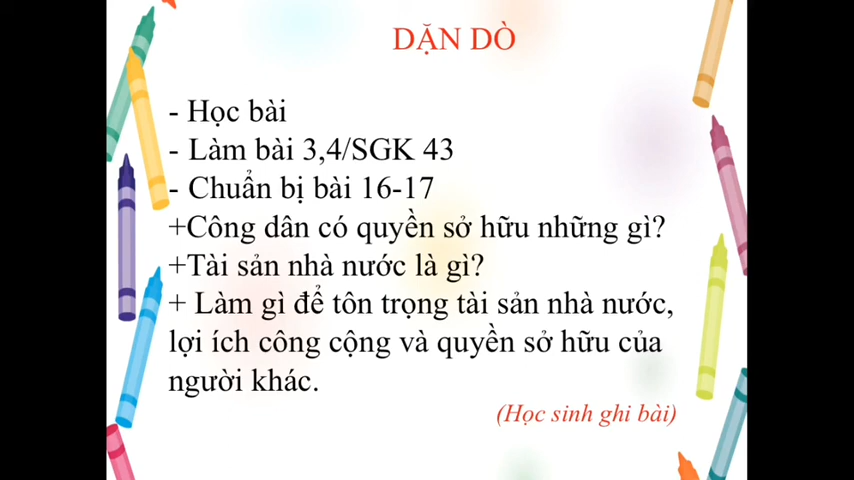 DẶN DÒ
- Học bài
- Làm bài 3,4/SGK 43
- Chuẩn bị bài 16-17
+Công dân có quyền sở hữu những gì?
+Tài sản nhà nước là gì?
+ Làm gì để tôn trọng tài sản nhà nước,
lợi ích công cộng và quyền sở hữu của
người khác.
(Học sinh ghi bài)